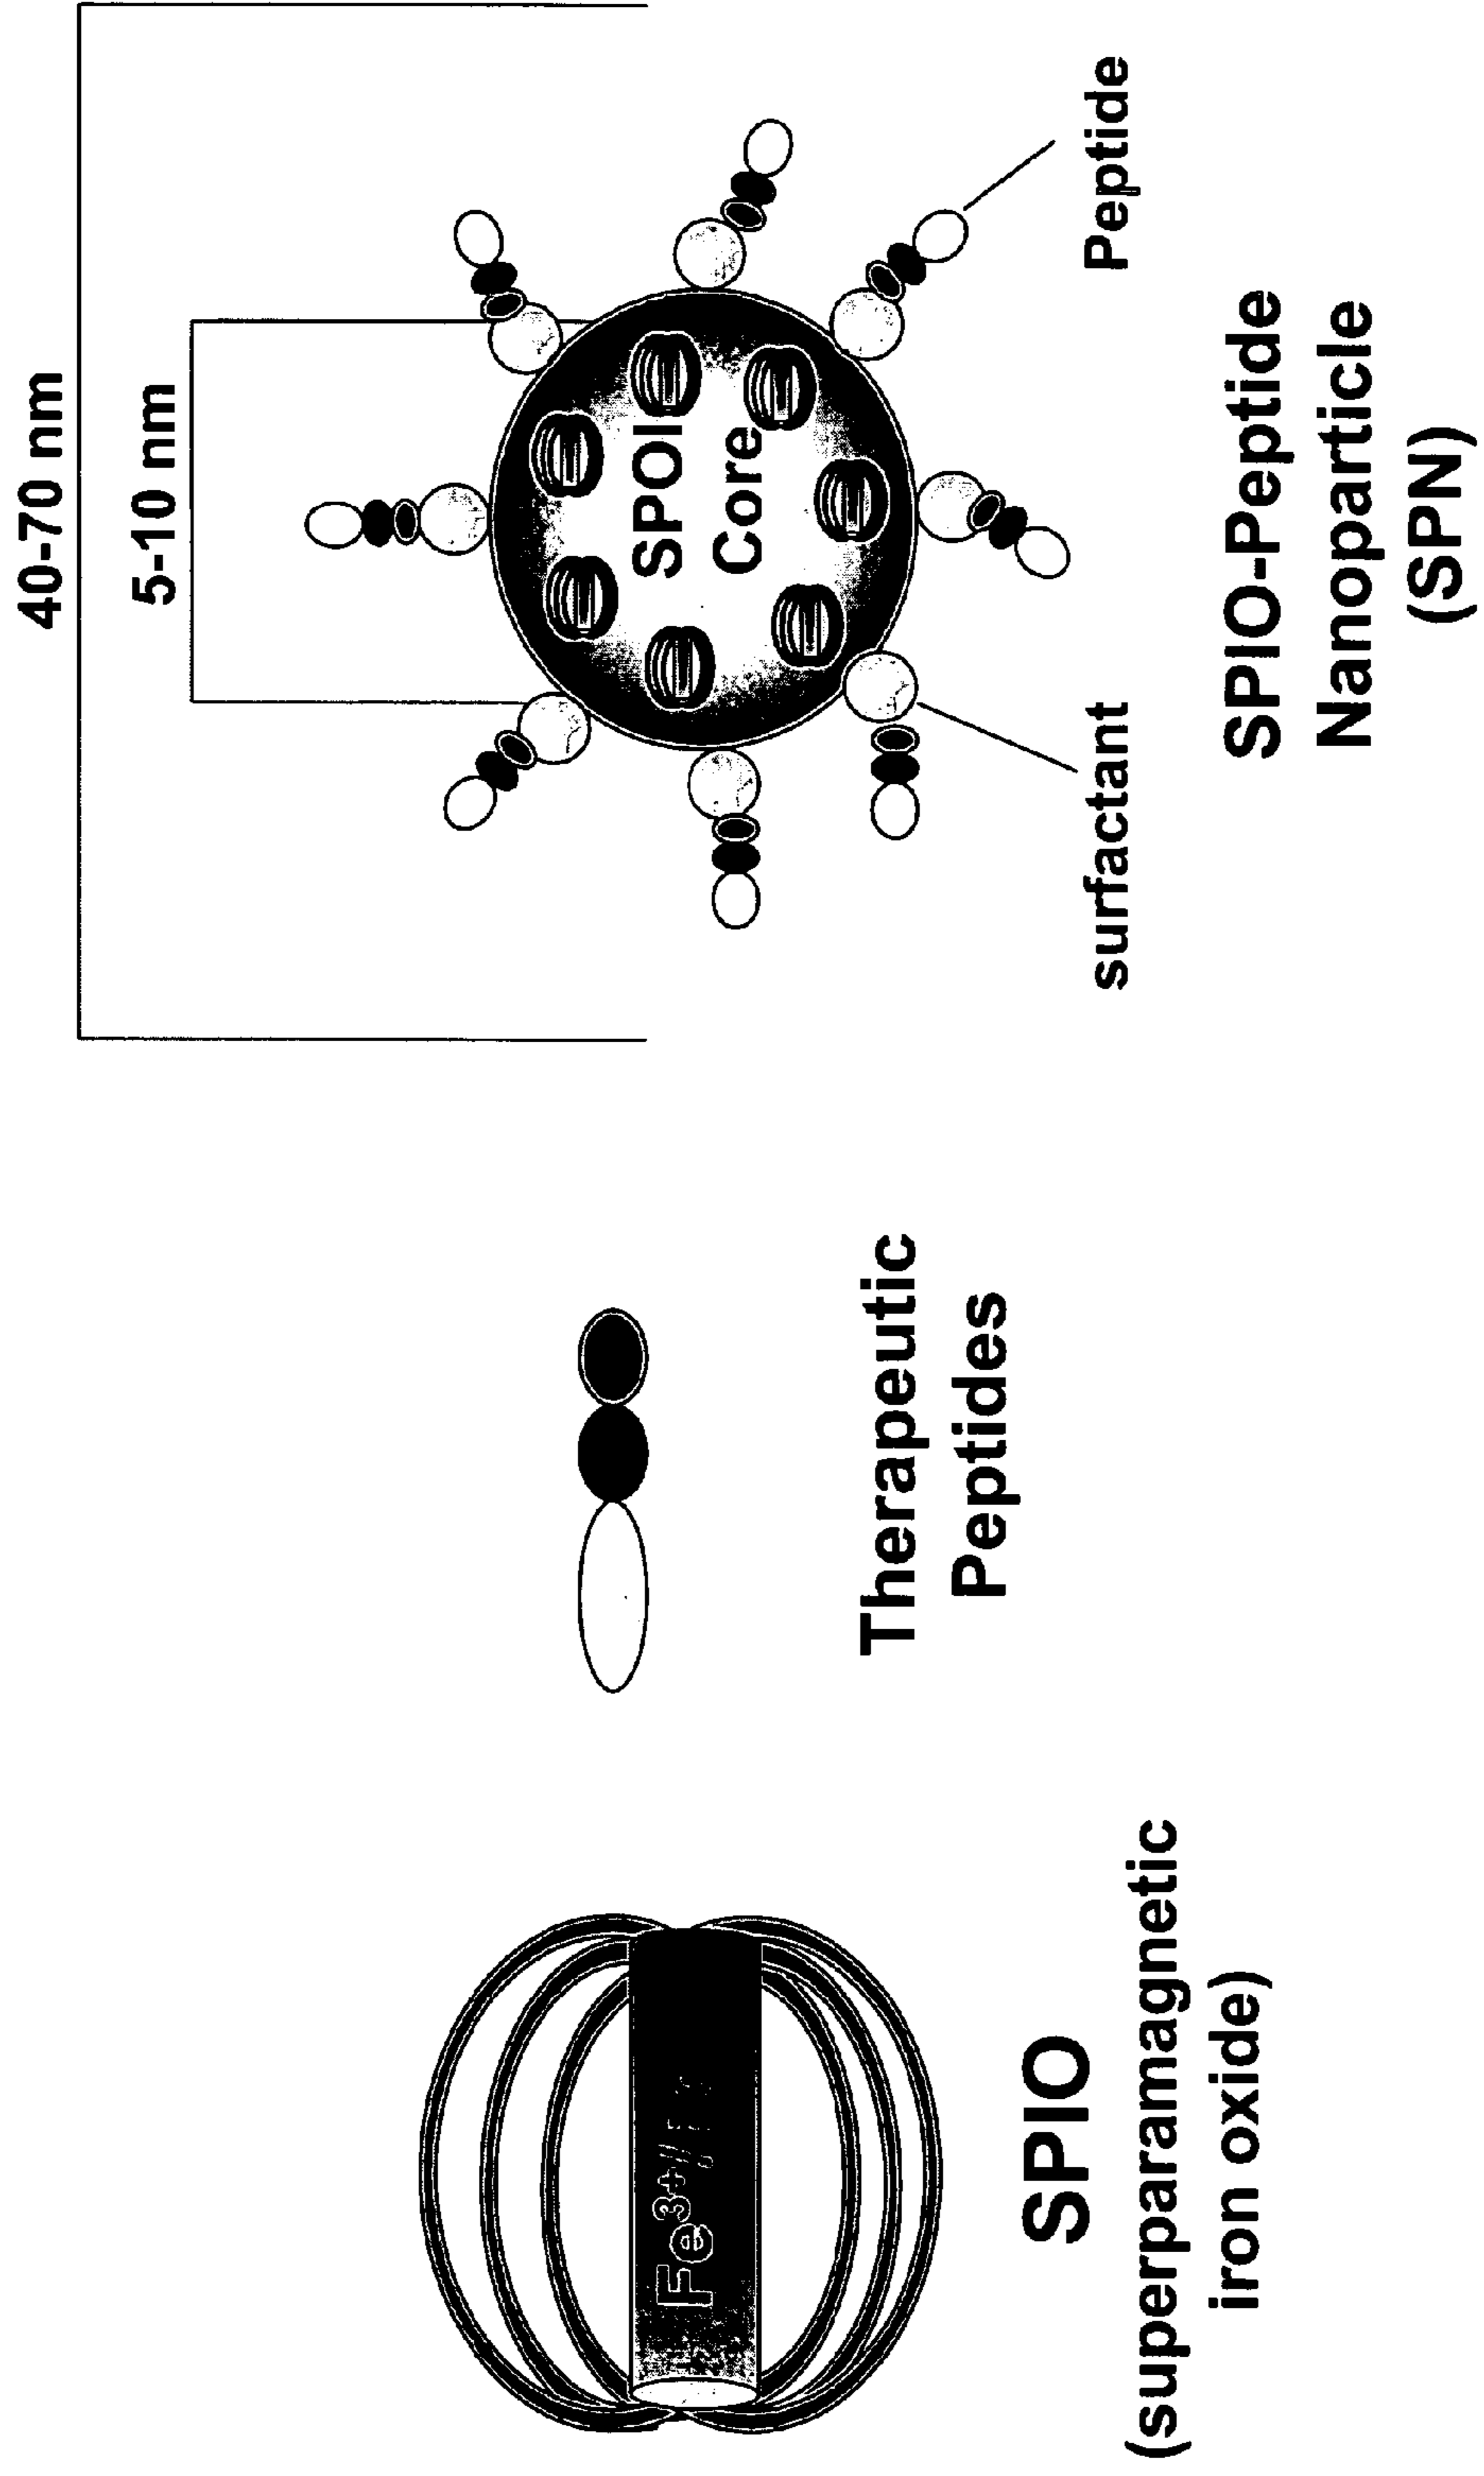 Fe3+
SPIO
(superparamagnetic
iron oxide)
Therapeutic
Peptides
40-70 nm
5-10 nm
SPOI
Core
surfactant
Peptide
SPIO-Peptide
Nanoparticle
(SPN)